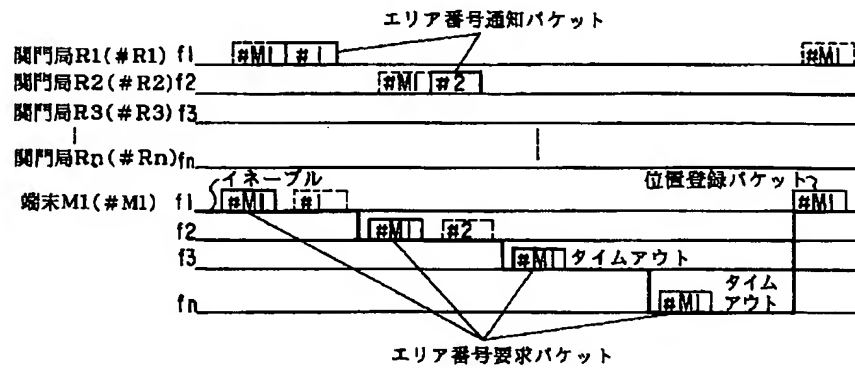 エリア番号通知パケット
関門局R1(#R1) f1 #M1 #1 #M1
関門局R2(#R2)f2 #M1 #2
関門局R3(#R3)f3
関門局Rn(#Rn)fn
イネーブル 位置登録パケット
端末M1(#M1) f1 #M1 #1 #M1
f2 #M1 #2
f3 #M1 タイムアウト
fn #M1 タイム
アウト
エリア番号要求パケット